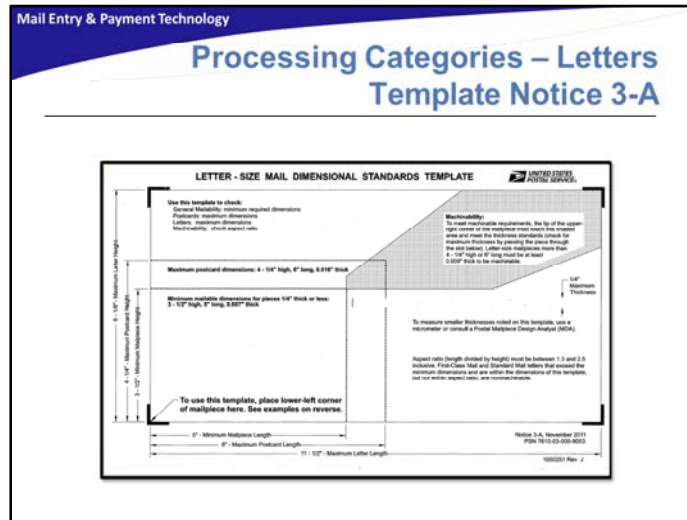 Mail Entry & Payment Technology
Processing Categories – Letters
Template Notice 3-A
LETTER - SIZE MAIL DIMENSIONAL STANDARDS TEMPLATE
UNITED STATES
POSTAL SERVICE®
Use this template to check:
General Mailability: minimum required dimensions
Postcards: maximum dimensions
Letters: maximum dimensions
Machinability: check aspect ratio
Machinability:
To meet machinable requirements, the tip of the upper-
right corner of the mailpiece must touch this shaded
area and meet the thickness standards (check for
maximum thickness by passing the piece through
the slot below). Letter-size mailpieces more than
4 - 1/4" high or 6" long must be at least
0.009" thick to be machinable.
Maximum postcard dimensions: 4 - 1/4" high, 6" long, 0.016" thick
1/4"
Maximum
Thickness
Minimum mailable dimensions for pieces 1/4" thick or less:
3 - 1/2" high, 5" long, 0.007" thick
To measure smaller thicknesses noted on this template, use a
micrometer or consult a Postal Mailpiece Design Analyst (MDA).
Aspect ratio (length divided by height) must be between 1.3 and 2.5
inclusive. First-Class Mail and Standard Mail letters that exceed the
minimum dimensions and are within the dimensions of this template,
but not within aspect ratio, are nonmachinable.
6 - 1/8" - Maximum Letter Height
4 - 1/4" - Maximum Postcard Height
3 - 1/2" - Minimum Mailpiece Height
To use this template, place lower-left corner
of mailpiece here. See examples on reverse.
5" - Minimum Mailpiece Length
6" - Maximum Postcard Length
11 - 1/2" - Maximum Letter Length
Notice 3-A, November 2011
PSN 7610-03-000-9053
Rev J